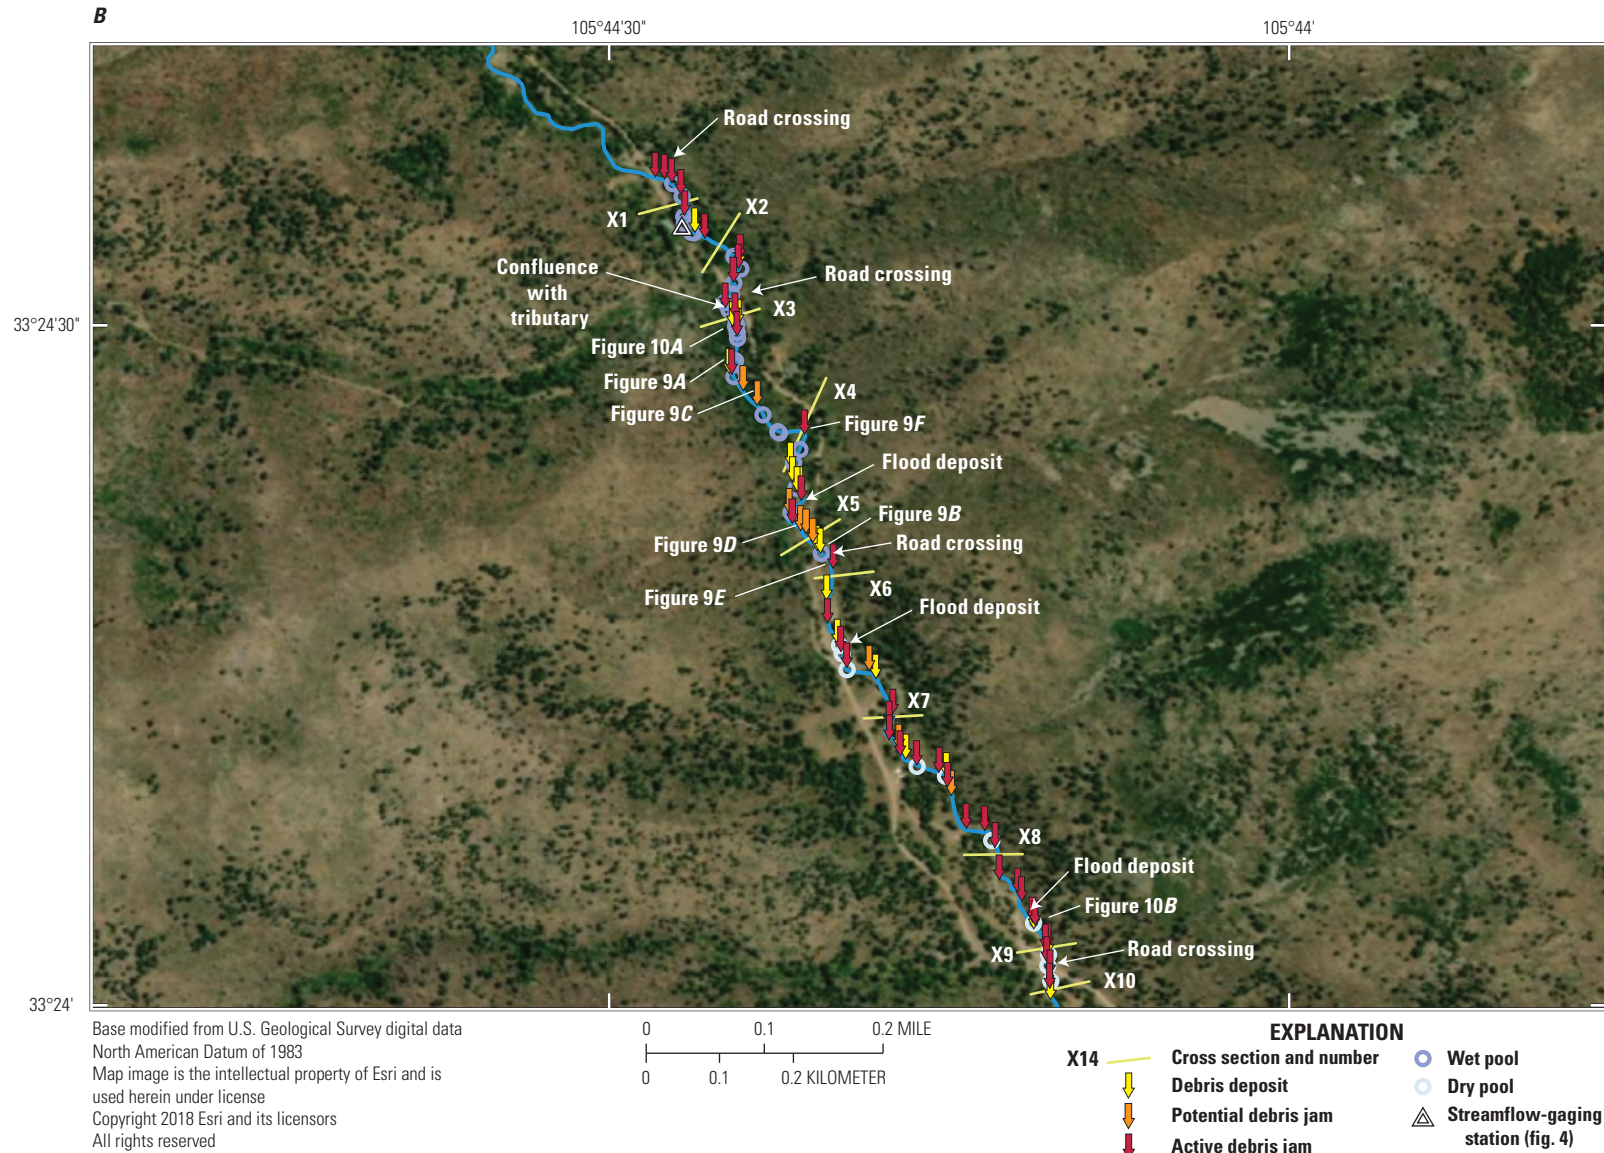 B
105°44'30"
105°44'
Road crossing
X1
X2
Confluence
with
tributary
Road crossing
X3
33°24'30"
Figure 10A
Figure 9A
X4
Figure 9C
Figure 9F
Flood deposit
X5
Figure 9B
Figure 9D
Road crossing
X6
Figure 9E
Flood deposit
X7
X8
Flood deposit
Figure 10B
X9
Road crossing
X10
33°24'
Base modified from U.S. Geological Survey digital data
North American Datum of 1983
Map image is the intellectual property of Esri and is
used herein under license
Copyright 2018 Esri and its licensors
All rights reserved
0 0.1 0.2 MILE
0 0.1 0.2 KILOMETER
EXPLANATION
X14 Cross section and number
Debris deposit
Potential debris jam
Active debris jam
Wet pool
Dry pool
Streamflow-gaging
station (fig. 4)